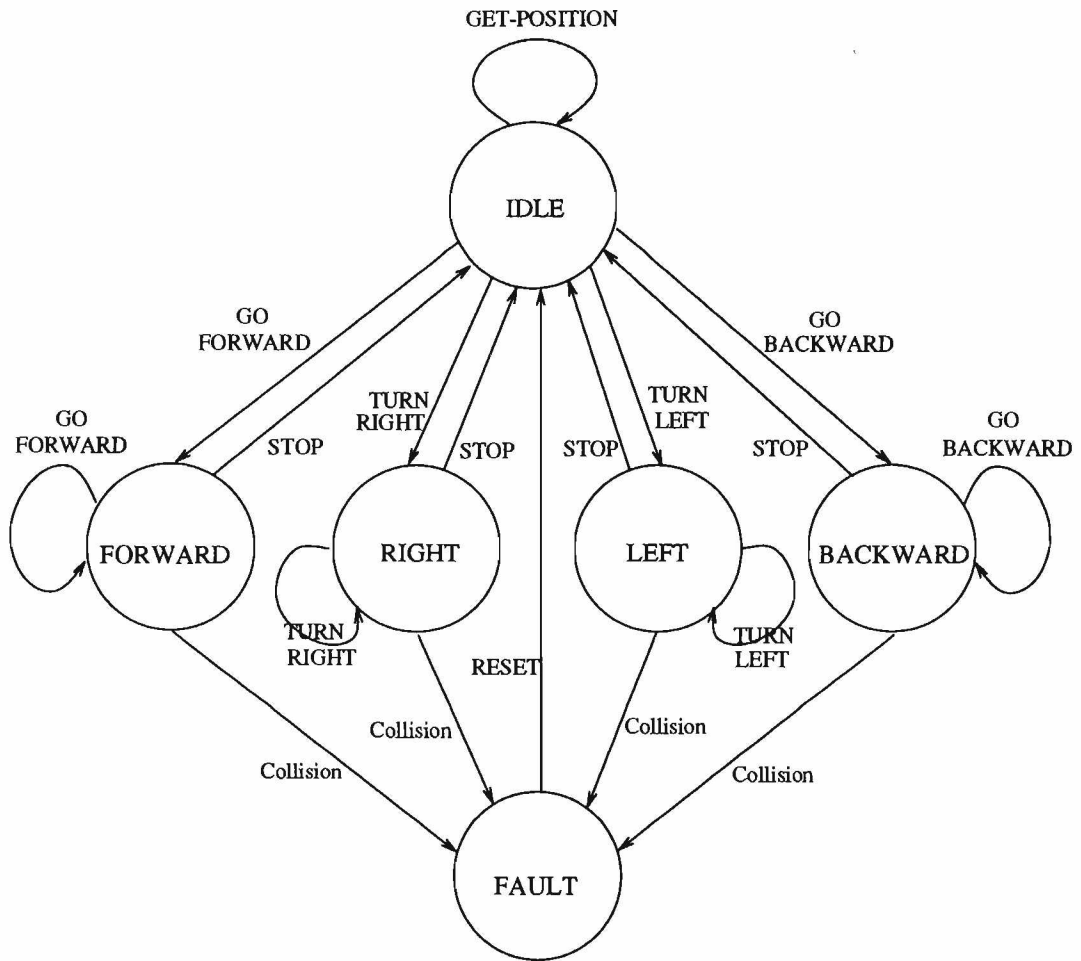 GET-POSITION
IDLE
GO
FORWARD
GO
BACKWARD
TURN
RIGHT
TURN
LEFT
GO
FORWARD
STOP
STOP
STOP
STOP
GO
BACKWARD
FORWARD
RIGHT
LEFT
BACKWARD
TURN
RIGHT
TURN
LEFT
RESET
Collision
Collision
Collision
Collision
FAULT